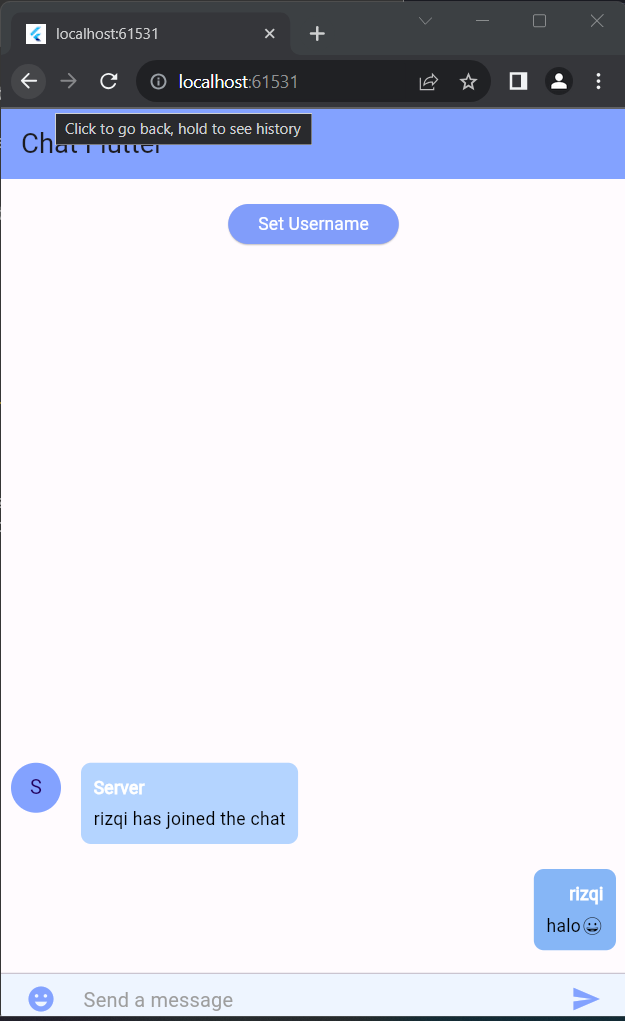 localhost:61531
localhost:61531
Click to go back, hold to see history
Chat Flutter
Set Username
S
Server
rizqi has joined the chat
rizqi
halo😀
Send a message